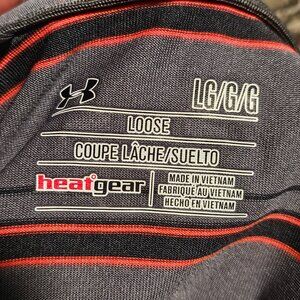 LG/G/G
LOOSE
COUPE LÂCHE/SUELTO
heatgear
MADE IN VIETNAM
FABRIQUÉ AU VIETNAM
HECHO EN VIETNAM